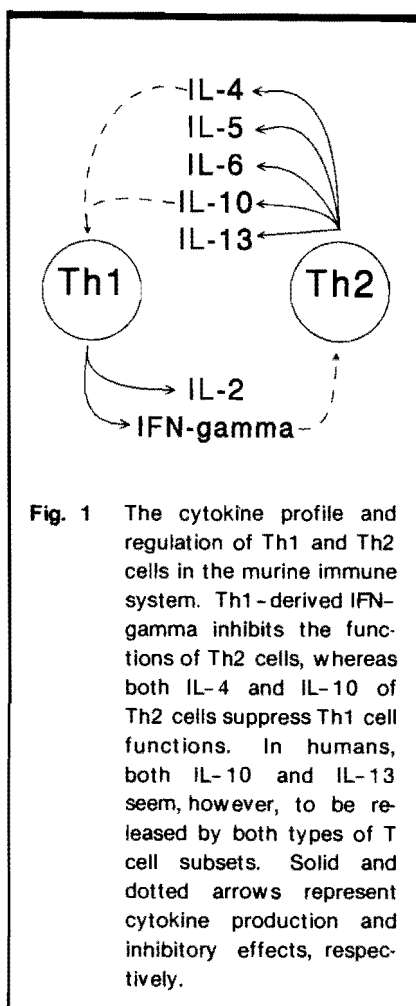 IL-4
IL-5
IL-6
IL-10
IL-13
Th1
Th2
IL-2
IFN-gamma
Fig. 1 The cytokine profile and
regulation of Th1 and Th2
cells in the murine immune
system. Th1-derived IFN-
gamma inhibits the func-
tions of Th2 cells, whereas
both IL-4 and IL-10 of
Th2 cells suppress Th1 cell
functions. In humans,
both IL-10 and IL-13
seem, however, to be re-
leased by both types of T
cell subsets. Solid and
dotted arrows represent
cytokine production and
inhibitory effects, respec-
tively.